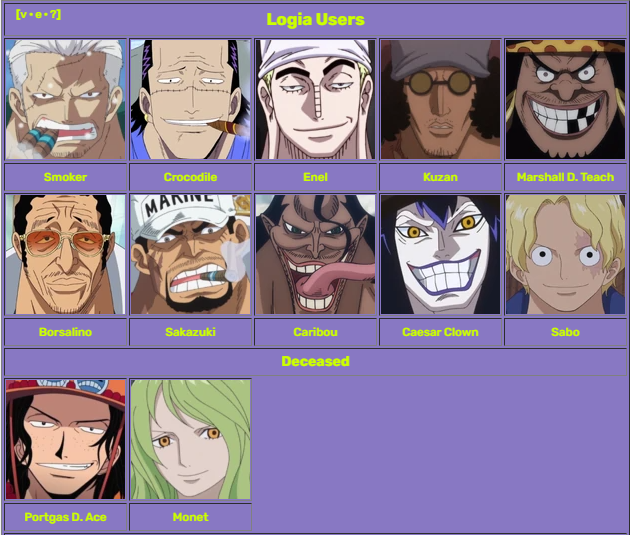 [v • e • ?]
Logia Users
Smoker
Crocodile
Enel
Kuzan
Marshall D. Teach
MARINE
Borsalino
Sakazuki
Caribou
Caesar Clown
Sabo
Deceased
Portgas D. Ace
Monet